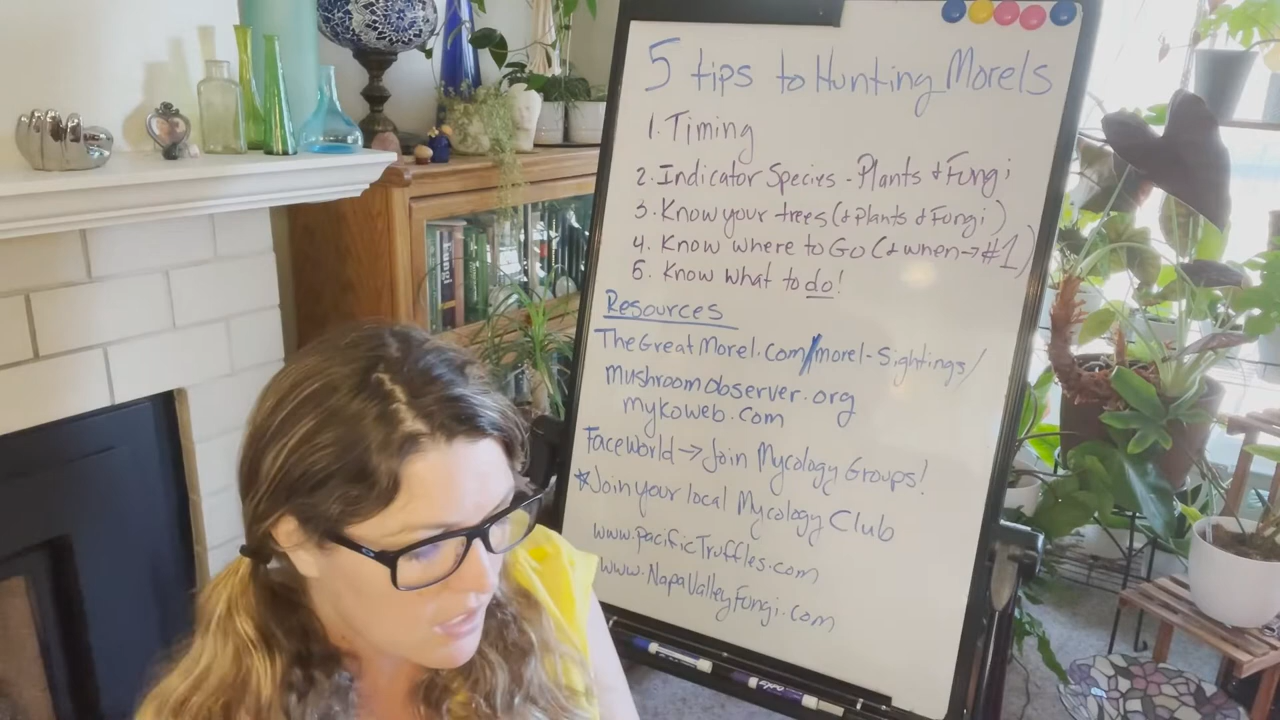 5 tips to Hunting Morels
1. Timing
2. Indicator Species - Plants & Fungi
3. Know your trees (& Plants & Fungi)
4. Know where to Go (& when → #1)
5. Know what to do!
Resources
TheGreatMorel.com/morel-Sightings/
mushroomobserver.org
mykoweb.com
FaceWorld → Join Mycology Groups!
*Join your local Mycology Club
www.PacificTruffles.com
www.NapaValleyFungi.com